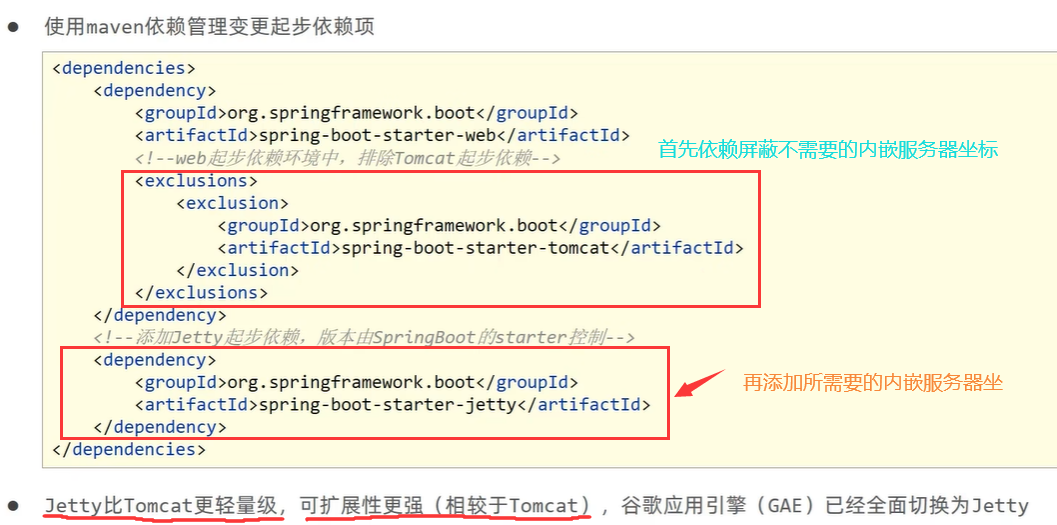 ● 使用maven依赖管理变更起步依赖项
<dependencies>
<dependency>
<groupId>org.springframework.boot</groupId>
<artifactId>spring-boot-starter-web</artifactId>
<!--web起步依赖环境中，排除Tomcat起步依赖-->
首先依赖屏蔽不需要的内嵌服务器坐标
<exclusions>
<exclusion>
<groupId>org.springframework.boot</groupId>
<artifactId>spring-boot-starter-tomcat</artifactId>
</exclusion>
</exclusions>
</dependency>
<!--添加Jetty起步依赖，版本由SpringBoot的starter控制-->
<dependency>
<groupId>org.springframework.boot</groupId>
<artifactId>spring-boot-starter-jetty</artifactId>
再添加所需要的内嵌服务器坐
</dependency>
</dependencies>
● Jetty比Tomcat更轻量级，可扩展性更强（相较于Tomcat），谷歌应用引擎（GAE）已经全面切换为Jetty